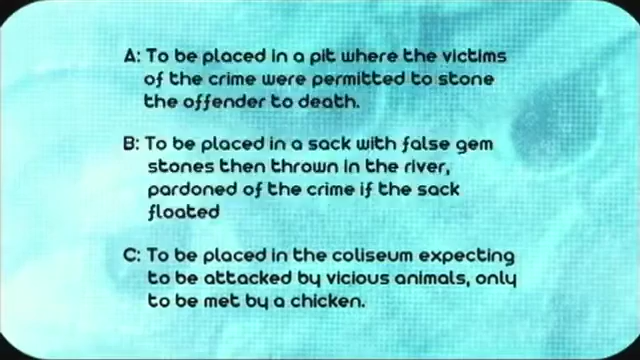 A: To be placed in a pit where the victims
of the crime were permitted to stone
the offender to death.
B: To be placed in a sack with false gem
stones then thrown in the river,
pardoned of the crime if the sack
floated
C: To be placed in the coliseum expecting
to be attacked by vicious animals, only
to be met by a chicken.